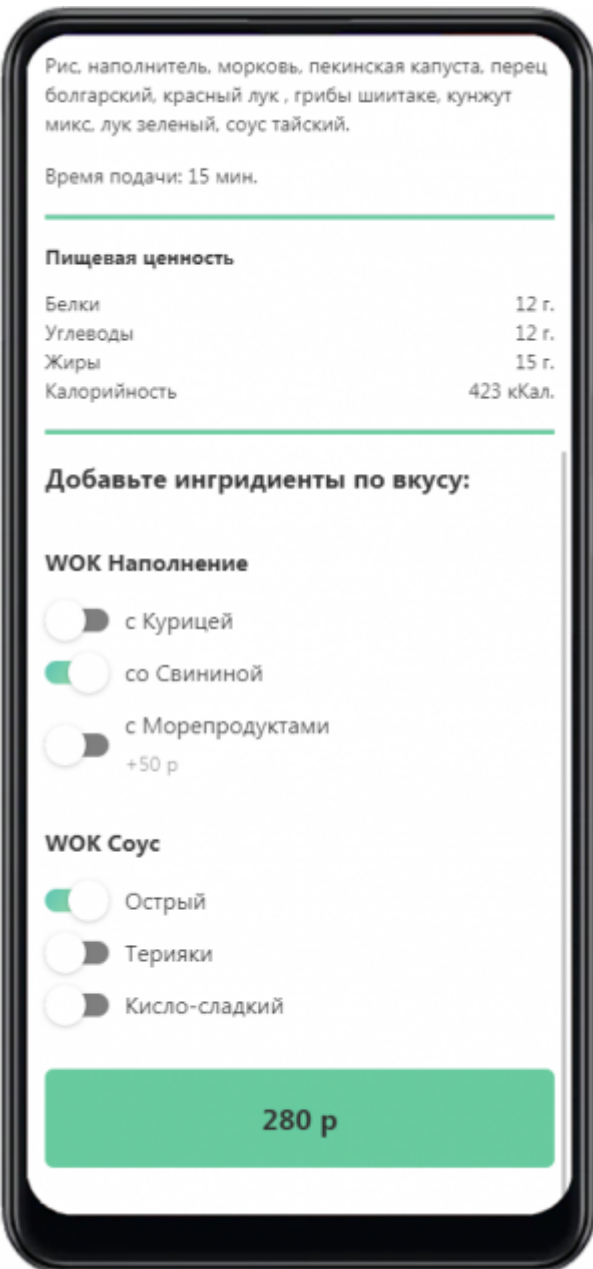 Рис, наполнитель, морковь, пекинская капуста, перец
болгарский, красный лук , грибы шиитаке, кунжут
микс, лук зеленый, соус тайский.
Время подачи: 15 мин.
Пищевая ценность
Белки 12 г.
Углеводы 12 г.
Жиры 15 г.
Калорийность 423 кКал.
Добавьте ингридиенты по вкусу:
WOK Наполнение
с Курицей
со Свининой
с Морепродуктами
+50 р
WOK Соус
Острый
Терияки
Кисло-сладкий
280 р